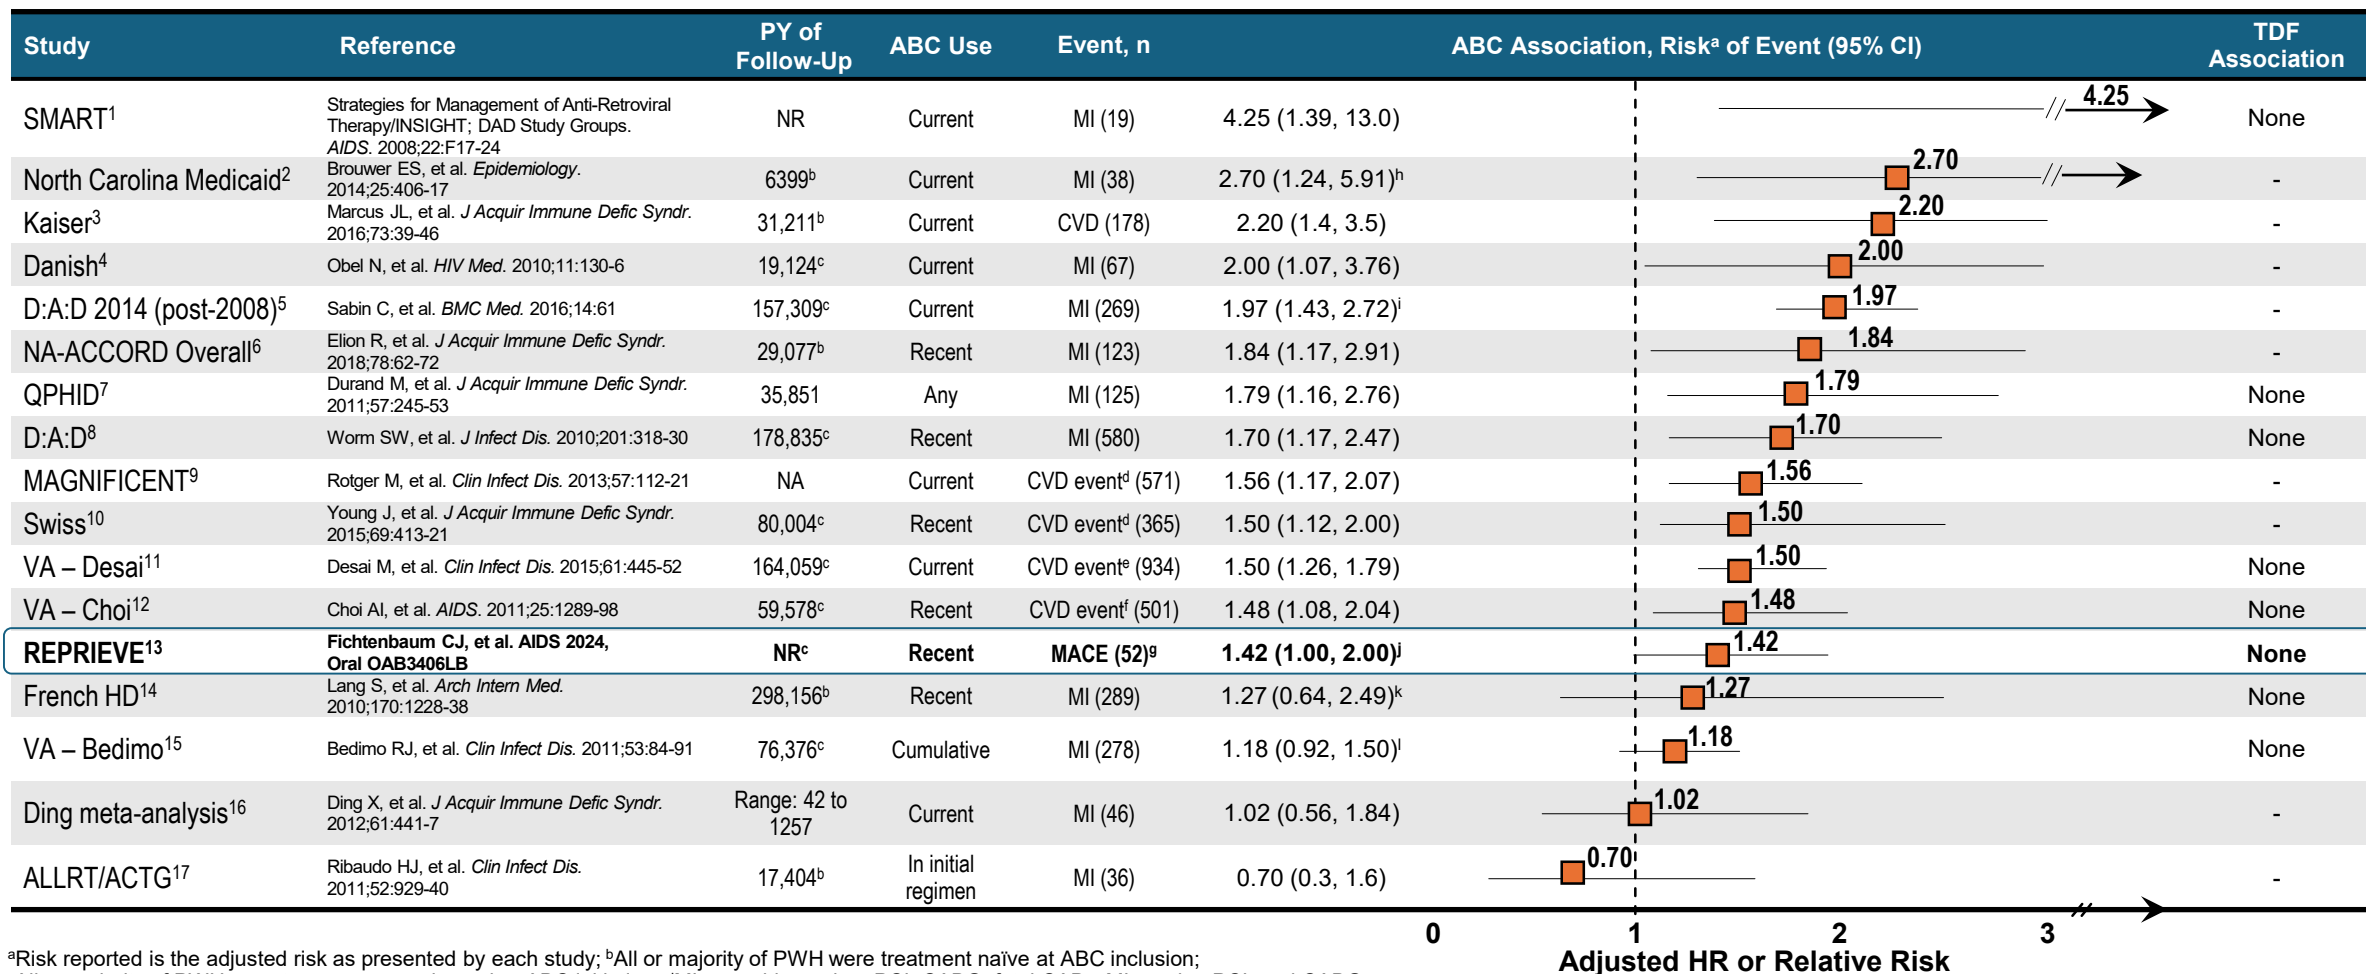 Study Reference PY of Follow-Up ABC Use Event, n ABC Association, Riskᵃ of Event (95% CI) TDF Association
SMART¹ Strategies for Management of Anti-Retroviral Therapy/INSIGHT; DAD Study Groups. AIDS. 2008;22:F17-24 NR Current MI (19) 4.25 (1.39, 13.0) 4.25 None
North Carolina Medicaid² Brouwer ES, et al. Epidemiology. 2014;25:406-17 6399ᵇ Current MI (38) 2.70 (1.24, 5.91)ʰ 2.70 -
Kaiser³ Marcus JL, et al. J Acquir Immune Defic Syndr. 2016;73:39-46 31,211ᵇ Current CVD (178) 2.20 (1.4, 3.5) 2.20 -
Danish⁴ Obel N, et al. HIV Med. 2010;11:130-6 19,124ᶜ Current MI (67) 2.00 (1.07, 3.76) 2.00 -
D:A:D 2014 (post-2008)⁵ Sabin C, et al. BMC Med. 2016;14:61 157,309ᶜ Current MI (269) 1.97 (1.43, 2.72)ⁱ 1.97 -
NA-ACCORD Overall⁶ Elion R, et al. J Acquir Immune Defic Syndr. 2018;78:62-72 29,077ᵇ Recent MI (123) 1.84 (1.17, 2.91) 1.84 -
QPHID⁷ Durand M, et al. J Acquir Immune Defic Syndr. 2011;57:245-53 35,851 Any MI (125) 1.79 (1.16, 2.76) 1.79 None
D:A:D⁸ Worm SW, et al. J Infect Dis. 2010;201:318-30 178,835ᶜ Recent MI (580) 1.70 (1.17, 2.47) 1.70 None
MAGNIFICENT⁹ Rotger M, et al. Clin Infect Dis. 2013;57:112-21 NA Current CVD eventᵈ (571) 1.56 (1.17, 2.07) 1.56 -
Swiss¹⁰ Young J, et al. J Acquir Immune Defic Syndr. 2015;69:413-21 80,004ᶜ Recent CVD eventᵈ (365) 1.50 (1.12, 2.00) 1.50 -
VA – Desai¹¹ Desai M, et al. Clin Infect Dis. 2015;61:445-52 164,059ᶜ Current CVD eventᵉ (934) 1.50 (1.26, 1.79) 1.50 None
VA – Choi¹² Choi AI, et al. AIDS. 2011;25:1289-98 59,578ᶜ Recent CVD eventᶠ (501) 1.48 (1.08, 2.04) 1.48 None
REPRIEVE¹³ Fichtenbaum CJ, et al. AIDS 2024, Oral OAB3406LB NRᶜ Recent MACE (52)ᵍ 1.42 (1.00, 2.00)ʲ 1.42 None
French HD¹⁴ Lang S, et al. Arch Intern Med. 2010;170:1228-38 298,156ᵇ Recent MI (289) 1.27 (0.64, 2.49)ᵏ 1.27 None
VA – Bedimo¹⁵ Bedimo RJ, et al. Clin Infect Dis. 2011;53:84-91 76,376ᶜ Cumulative MI (278) 1.18 (0.92, 1.50)ˡ 1.18 None
Ding meta-analysis¹⁶ Ding X, et al. J Acquir Immune Defic Syndr. 2012;61:441-7 Range: 42 to 1257 Current MI (46) 1.02 (0.56, 1.84) 1.02 -
ALLRT/ACTG¹⁷ Ribaudo HJ, et al. Clin Infect Dis. 2011;52:929-40 17,404ᵇ In initial regimen MI (36) 0.70 (0.3, 1.6) 0.70 -
0 1 2 3
Adjusted HR or Relative Risk
ᵃRisk reported is the adjusted risk as presented by each study; ᵇAll or majority of PWH were treatment naïve at ABC inclusion;